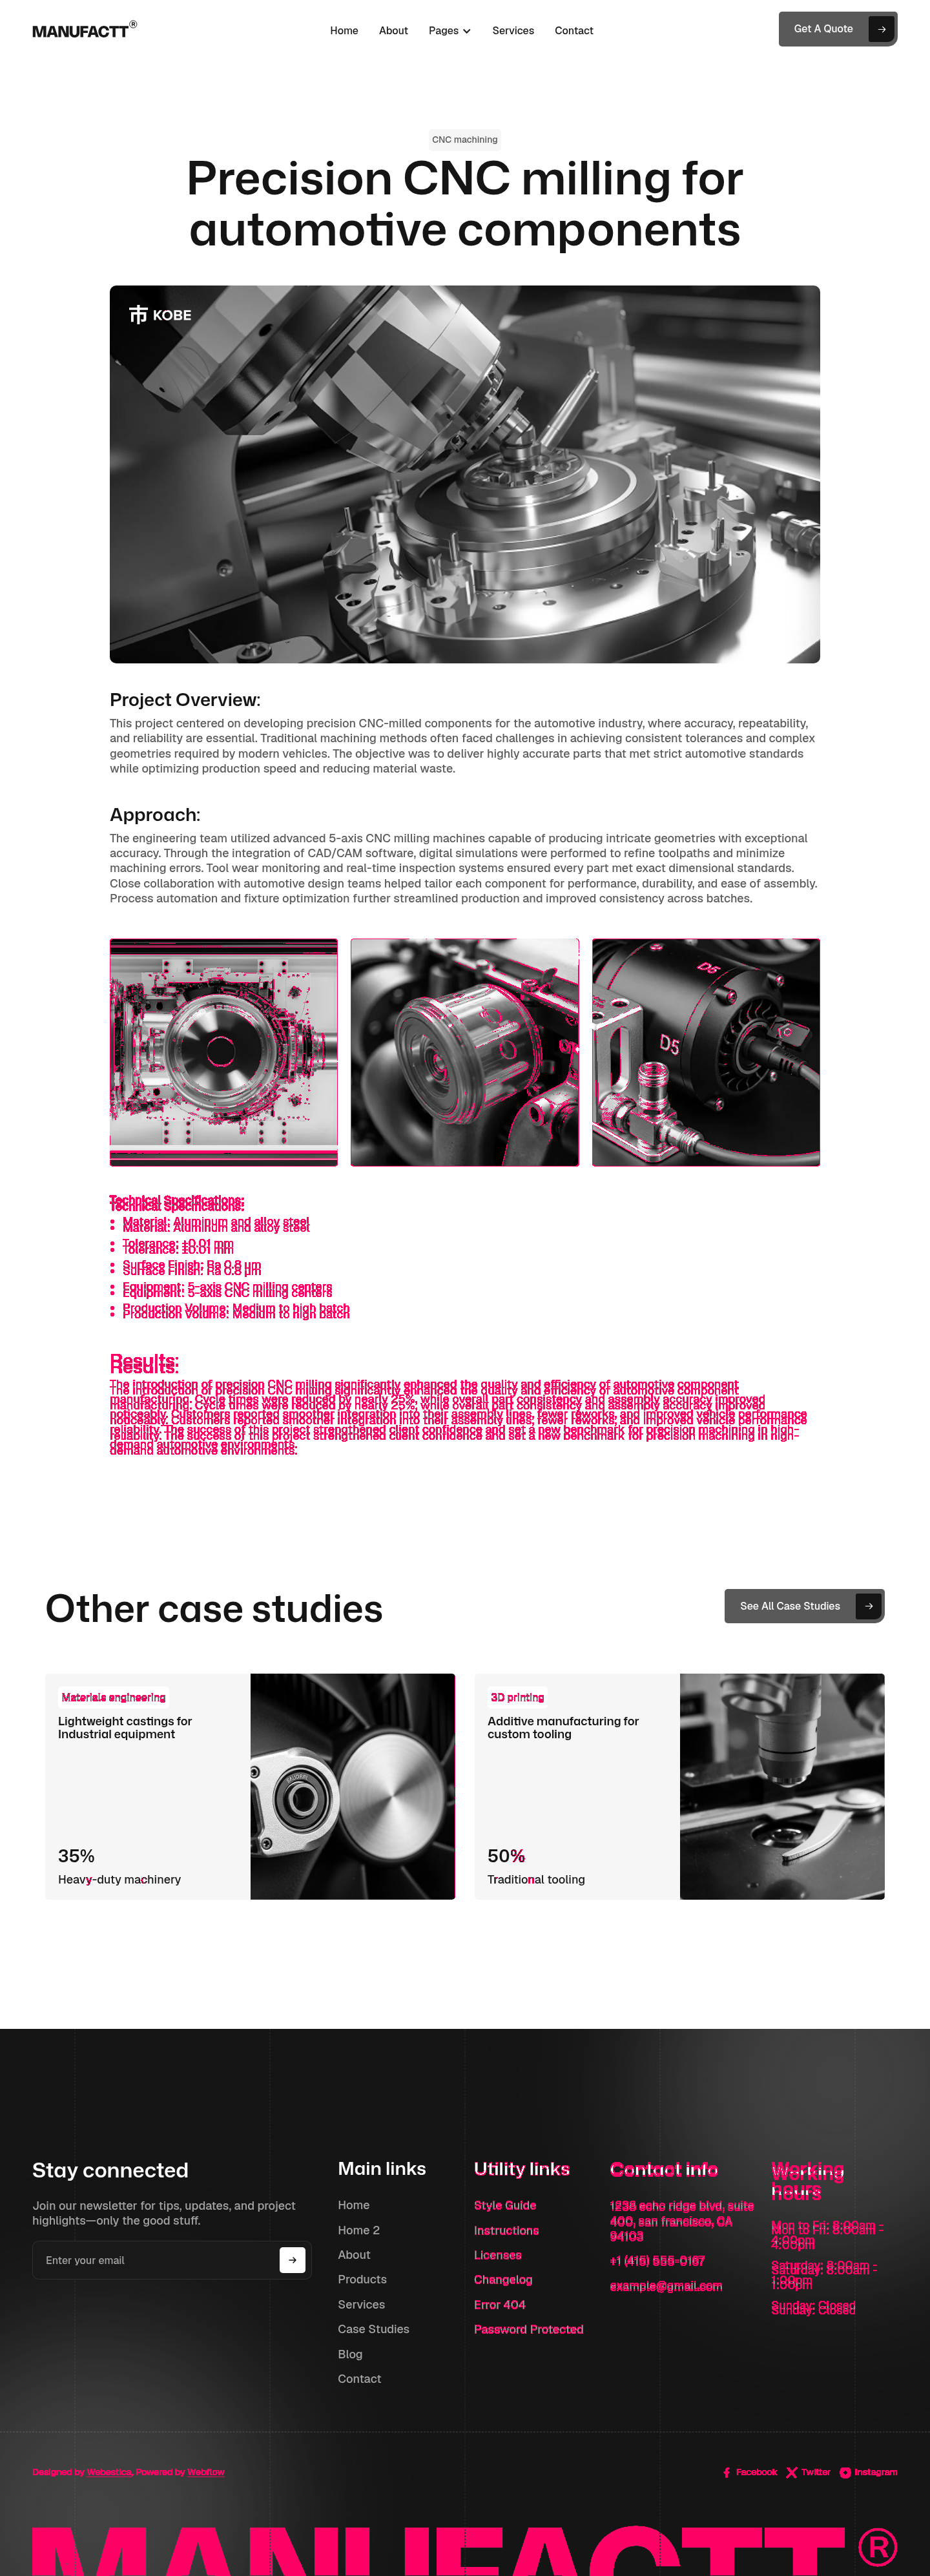 MANUFACTT®
Home About Pages Services Contact
Get A Quote
CNC machining
Precision CNC milling for
automotive components
市 KOBE
Project Overview:
This project centered on developing precision CNC-milled components for the automotive industry, where accuracy, repeatability,
and reliability are essential. Traditional machining methods often faced challenges in achieving consistent tolerances and complex
geometries required by modern vehicles. The objective was to deliver highly accurate parts that met strict automotive standards
while optimizing production speed and reducing material waste.
Approach:
The engineering team utilized advanced 5-axis CNC milling machines capable of producing intricate geometries with exceptional
accuracy. Through the integration of CAD/CAM software, digital simulations were performed to refine toolpaths and minimize
machining errors. Tool wear monitoring and real-time inspection systems ensured every part met exact dimensional standards.
Close collaboration with automotive design teams helped tailor each component for performance, durability, and ease of assembly.
Process automation and fixture optimization further streamlined production and improved consistency across batches.
D5
D5
Technical Specifications:
• Material: Aluminum and alloy steel
• Tolerance: ±0.01 mm
• Surface Finish: Ra 0.8 µm
• Equipment: 5-axis CNC milling centers
• Production Volume: Medium to high batch
Results:
The introduction of precision CNC milling significantly enhanced the quality and efficiency of automotive component
manufacturing. Cycle times were reduced by nearly 25%, while overall part consistency and assembly accuracy improved
noticeably. Customers reported smoother integration into their assembly lines, fewer reworks, and improved vehicle performance
reliability. The success of this project strengthened client confidence and set a new benchmark for precision machining in high-
demand automotive environments.
Other case studies
See All Case Studies
Materials engineering
Lightweight castings for
Industrial equipment
35%
Heavy-duty machinery
3D printing
Additive manufacturing for
custom tooling
50%
Traditional tooling
Stay connected
Join our newsletter for tips, updates, and project
highlights—only the good stuff.
Enter your email
Main links
Home
Home 2
About
Products
Services
Case Studies
Blog
Contact
Utility links
Style Guide
Instructions
Licenses
Changelog
Error 404
Password Protected
Contact info
1238 echo ridge blvd, suite
400, san francisco, CA
94103
+1 (415) 555-0167
example@gmail.com
Working
hours
Mon to Fri: 8:00am -
4:00pm
Saturday: 8:00am -
1:00pm
Sunday: Closed
Designed by Webestica, Powered by Webflow
Facebook Twitter Instagram
MANUFACTT®